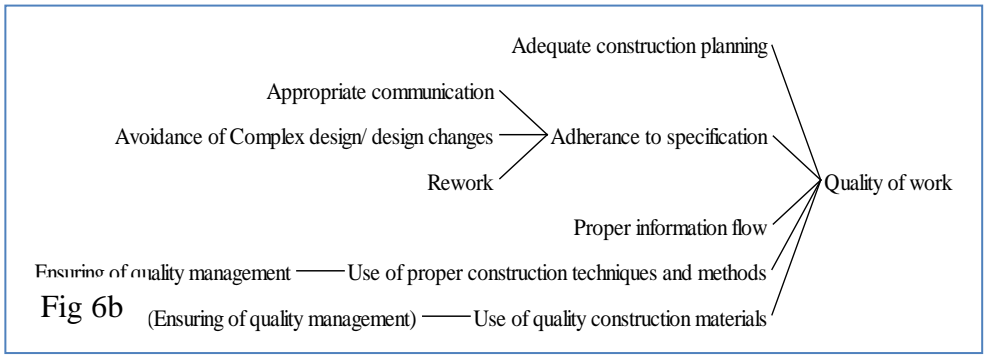 Adequate construction planning
Appropriate communication
Avoidance of Complex design/ design changes
Adherance to specification
Rework
Quality of work
Proper information flow
Ensuring of quality management
Use of proper construction techniques and methods
Fig 6b
(Ensuring of quality management)
Use of quality construction materials